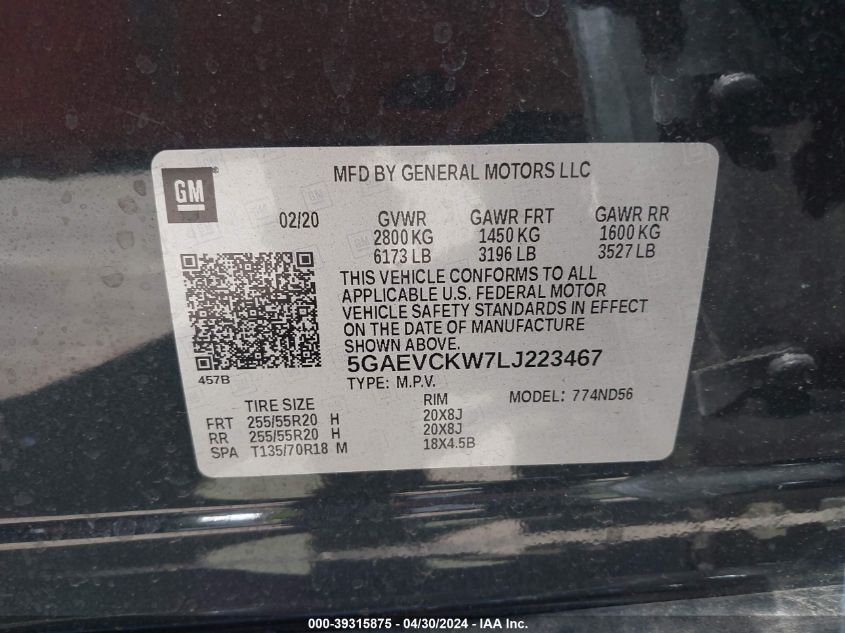 GM
MFD BY GENERAL MOTORS LLC
02/20 GVWR GAWR FRT GAWR RR
2800 KG 1450 KG 1600 KG
6173 LB 3196 LB 3527 LB
THIS VEHICLE CONFORMS TO ALL
APPLICABLE U.S. FEDERAL MOTOR
VEHICLE SAFETY STANDARDS IN EFFECT
ON THE DATE OF MANUFACTURE
SHOWN ABOVE.
457B
5GAEVCKW7LJ223467
TYPE: M.P.V. MODEL: 774ND56
TIRE SIZE RIM
FRT 255/55R20 H 20X8J
RR 255/55R20 H 20X8J
SPA T135/70R18 M 18X4.5B
000-39315875 - 04/30/2024 - IAA Inc.